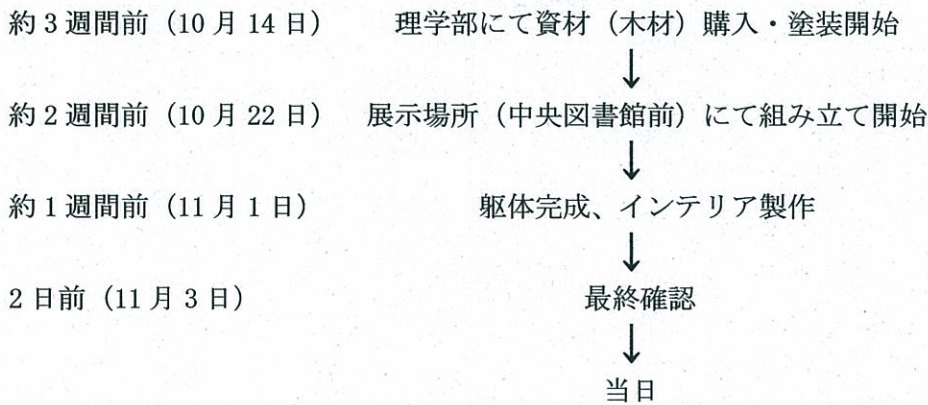 約3週間前（10月14日） 理学部にて資材（木材）購入・塗装開始
↓
約2週間前（10月22日） 展示場所（中央図書館前）にて組み立て開始
↓
約1週間前（11月1日） 躯体完成、インテリア製作
↓
2日前（11月3日） 最終確認
↓
当日